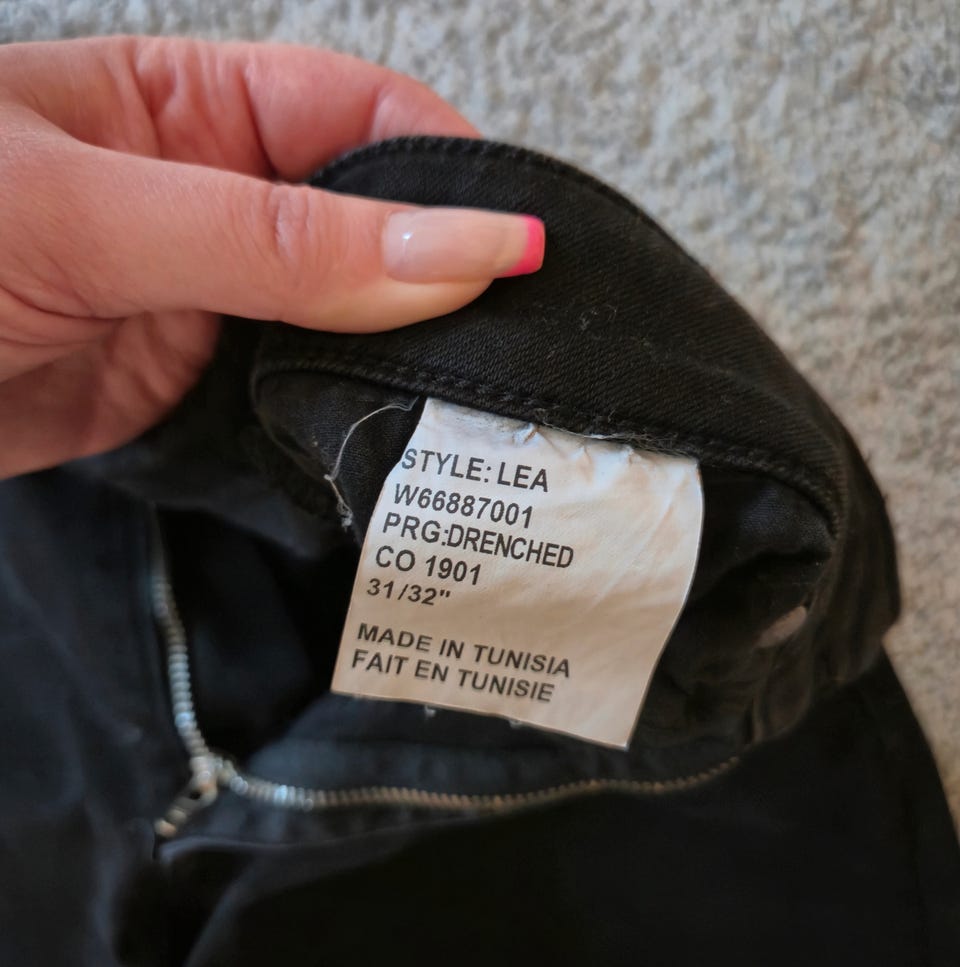 STYLE: LEA
W66887001
PRG:DRENCHED
CO 1901
31/32"
MADE IN TUNISIA
FAIT EN TUNISIE